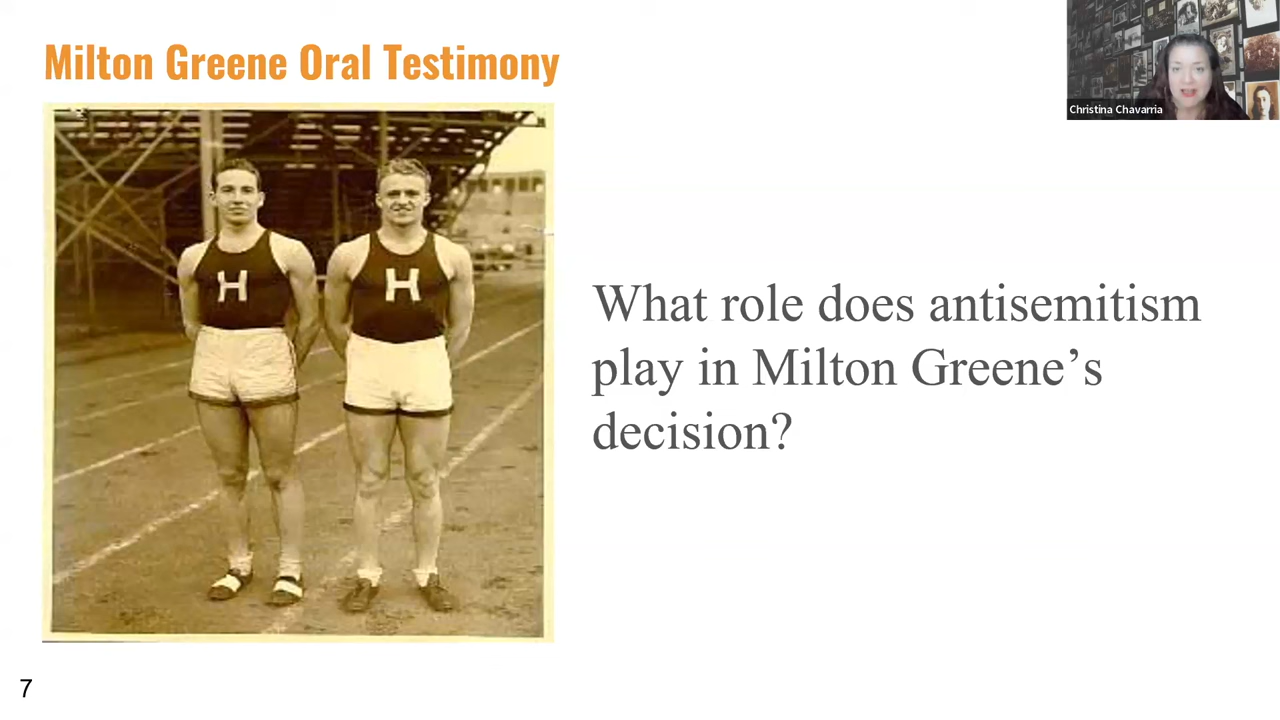 Milton Greene Oral Testimony
Christina Chavarria
H
H
What role does antisemitism
play in Milton Greene’s
decision?
7